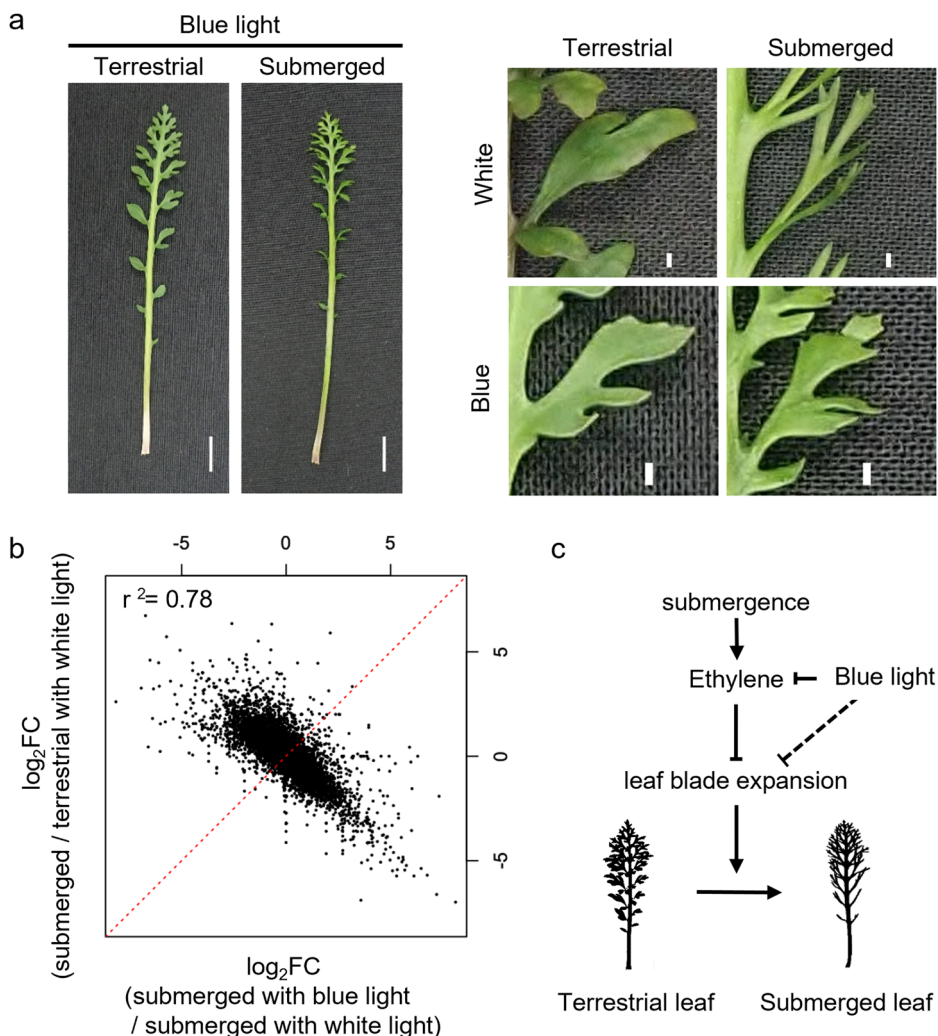 a
Blue light
Terrestrial
Submerged
Terrestrial
Submerged
White
Blue
b
-5
0
5
r ²= 0.78
5
0
-5
log₂FC
(submerged / terrestrial with white light)
log₂FC
(submerged with blue light
/ submerged with white light)
c
submergence
Ethylene
Blue light
leaf blade expansion
Terrestrial leaf
Submerged leaf